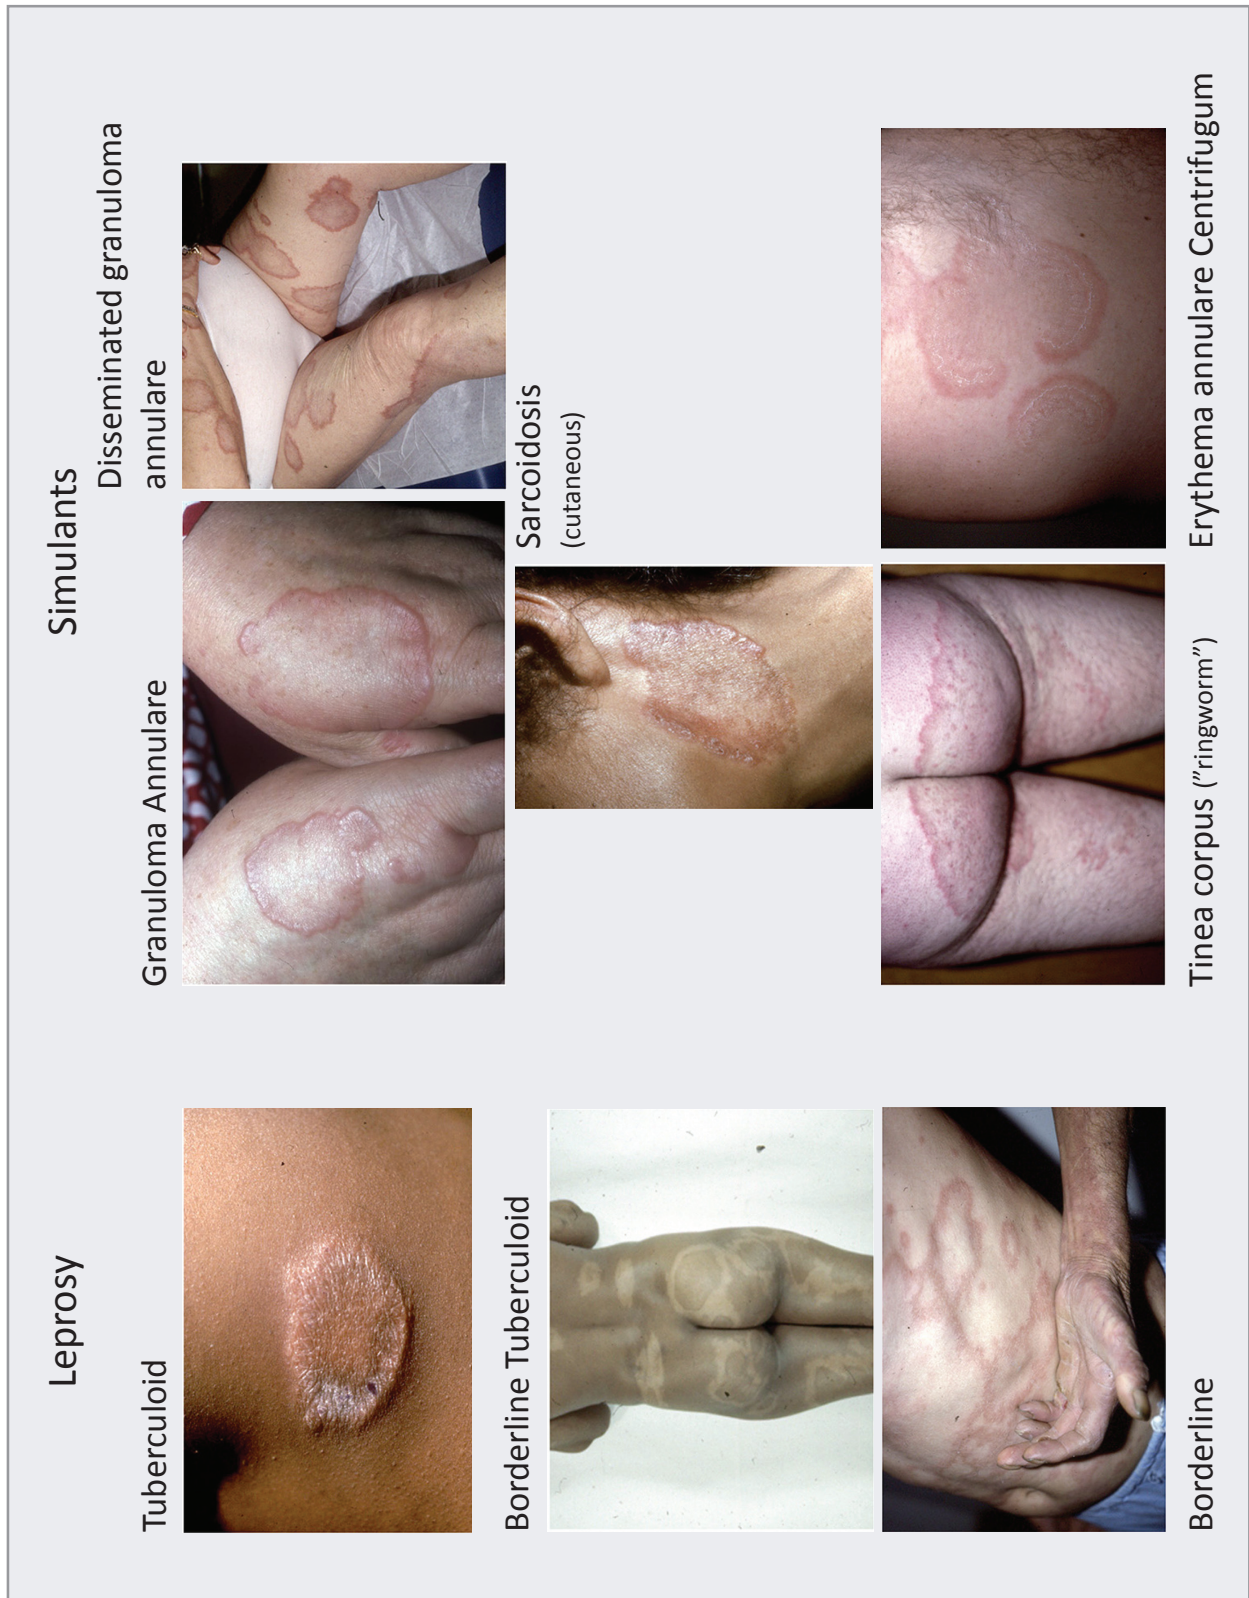 Leprosy
Simulants
Tuberculoid
Granuloma Annulare
Disseminated granuloma
annulare
Borderline Tuberculoid
Sarcoidosis
(cutaneous)
Borderline
Tinea corpus ("ringworm")
Erythema annulare Centrifugum